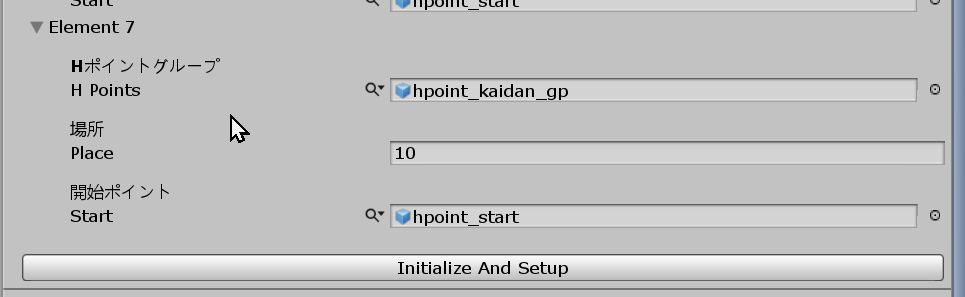 Start hpoint_start
Element 7
Hポイントグループ
H Points hpoint_kaidan_gp
場所
Place 10
開始ポイント
Start hpoint_start
Initialize And Setup